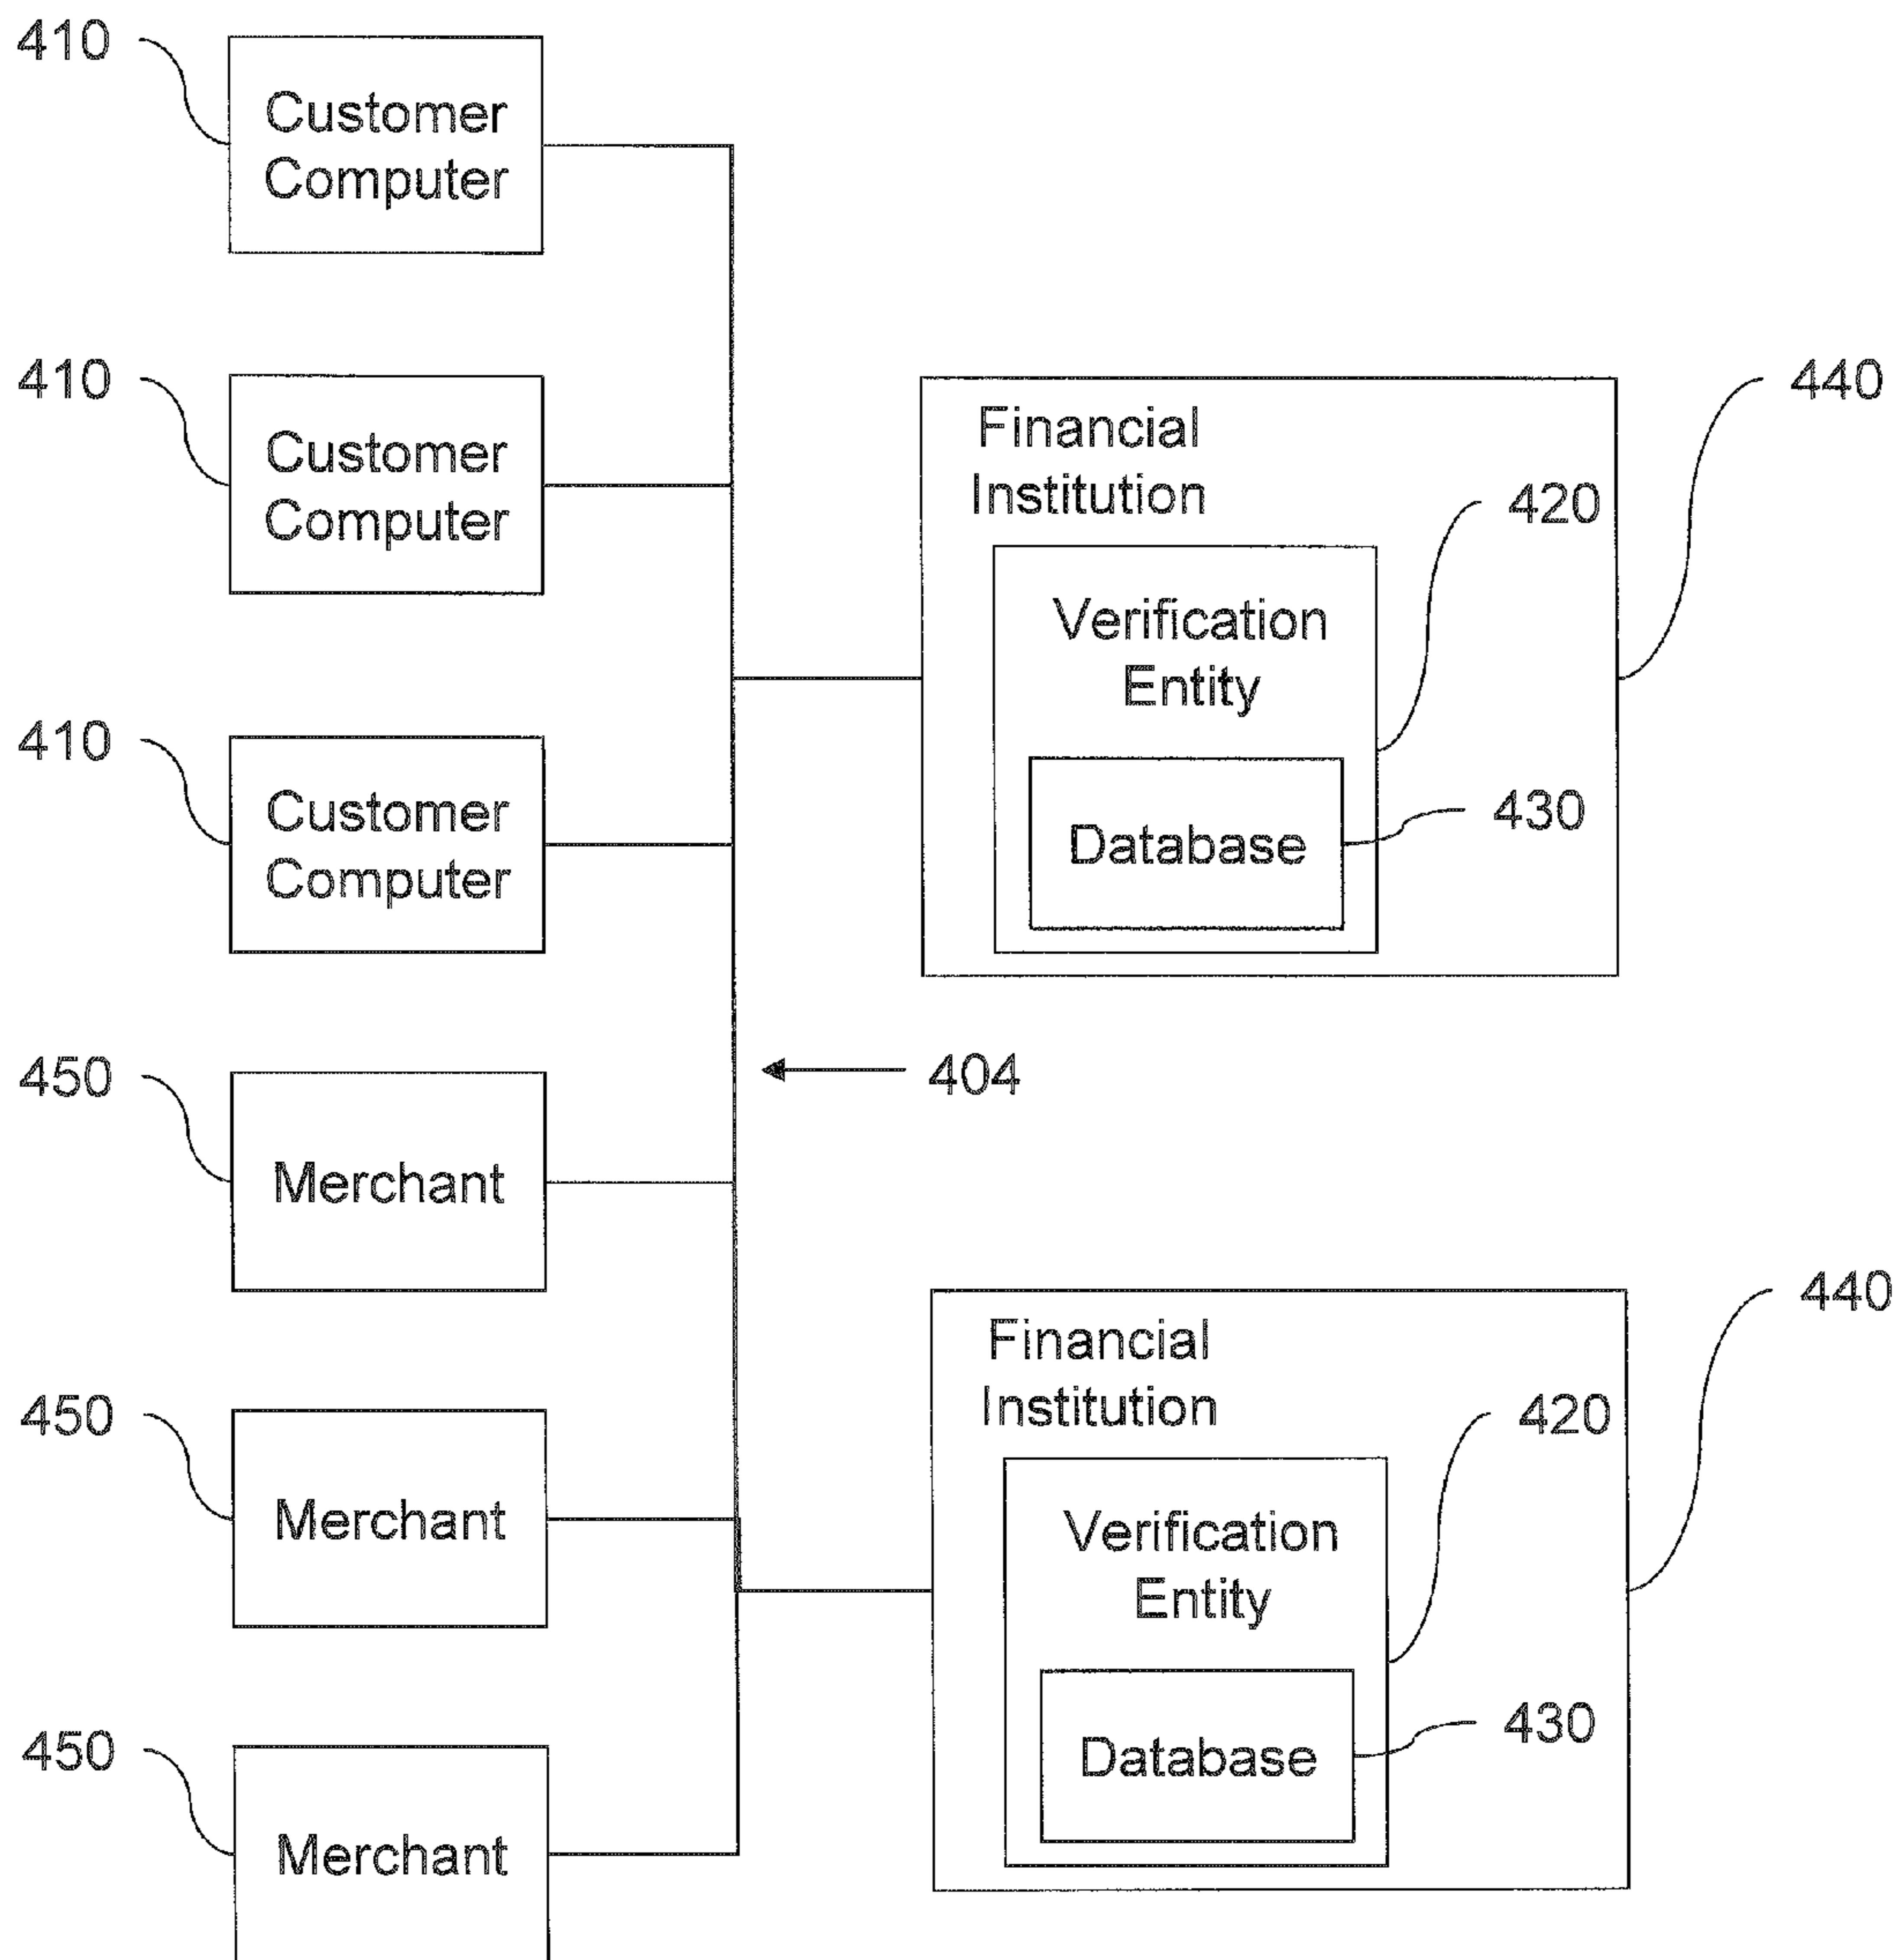 410
Customer
Computer
410
Customer
Computer
440
Financial
Institution
420
Verification
Entity
410
Customer
Computer
430
Database
450
Merchant
404
440
Financial
Institution
450
Merchant
420
Verification
Entity
430
Database
450
Merchant